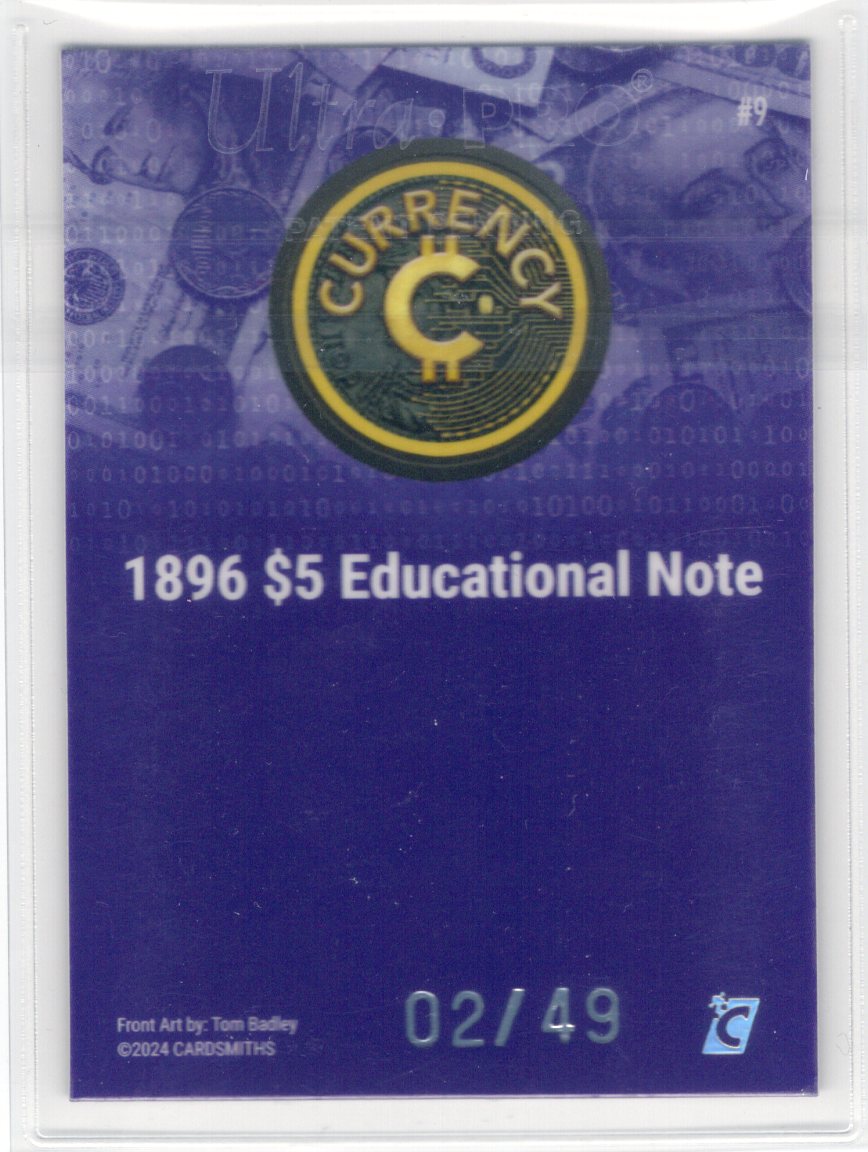 Ultra·PRO®
#9
CURRENCY
1896 $5 Educational Note
02/49
Front Art by: Tom Badley
©2024 CARDSMITHS
C